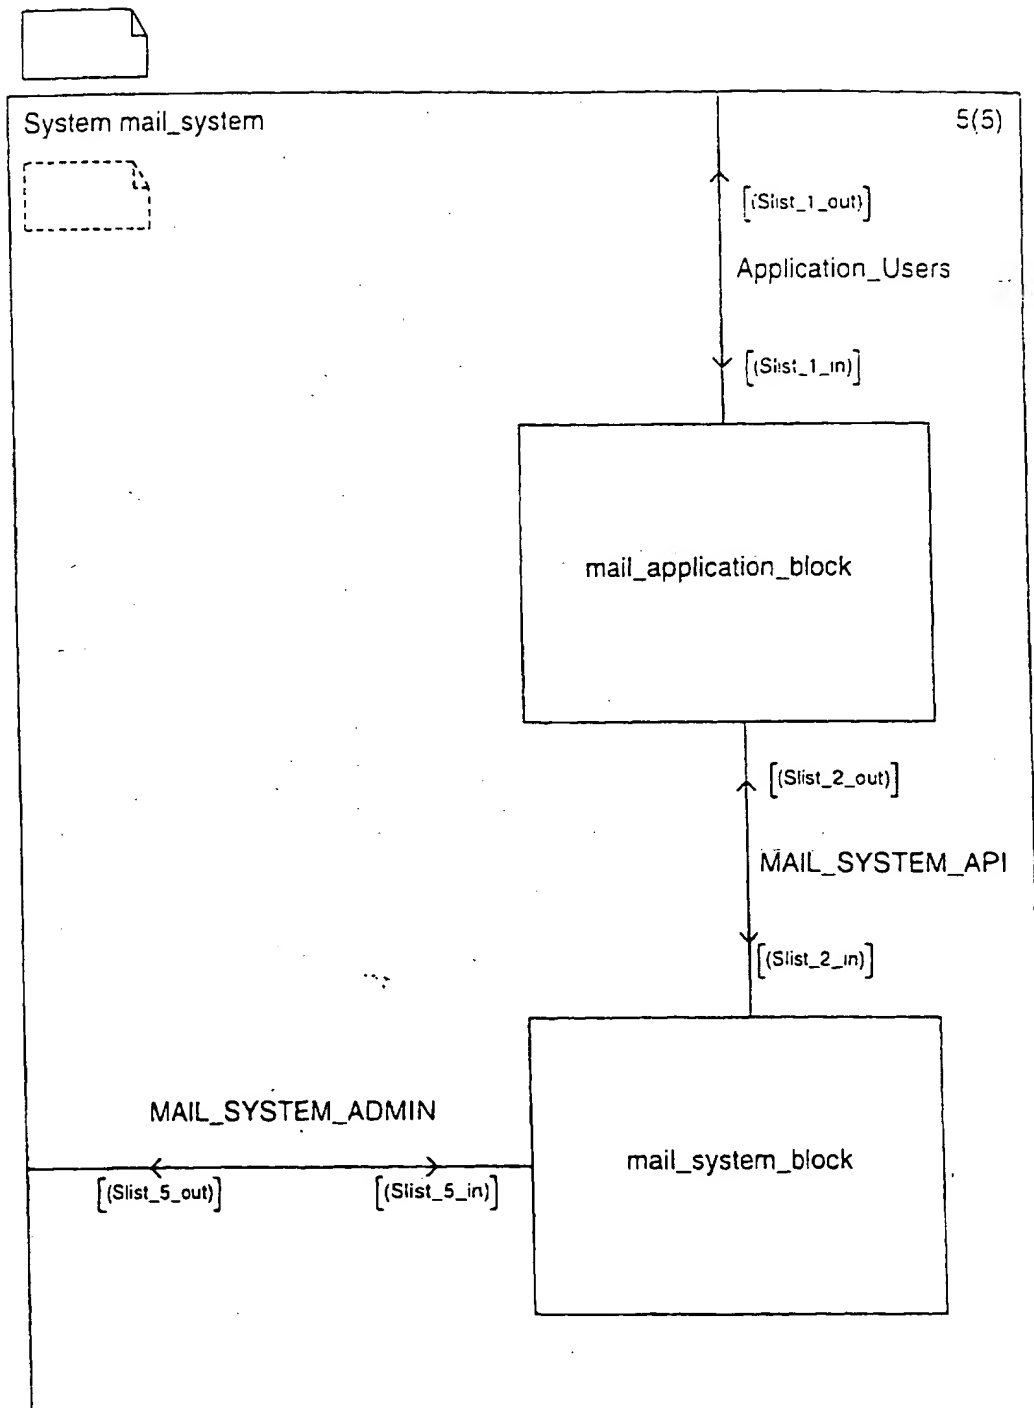 System mail_system
5(5)
[(Slist_1_out)]
Application_Users
[(Slist_1_in)]
mail_application_block
[(Slist_2_out)]
MAIL_SYSTEM_API
[(Slist_2_in)]
MAIL_SYSTEM_ADMIN
mail_system_block
[(Slist_5_out)]
[(Slist_5_in)]